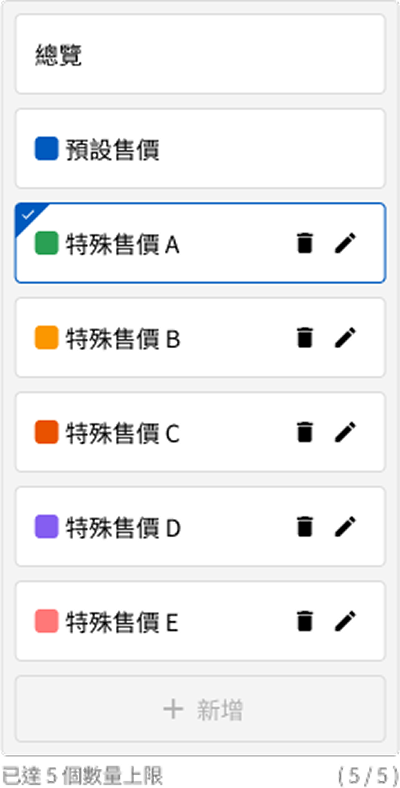 總覽
預設售價
特殊售價 A
特殊售價 B
特殊售價 C
特殊售價 D
特殊售價 E
+ 新增
已達 5 個數量上限 ( 5 / 5 )